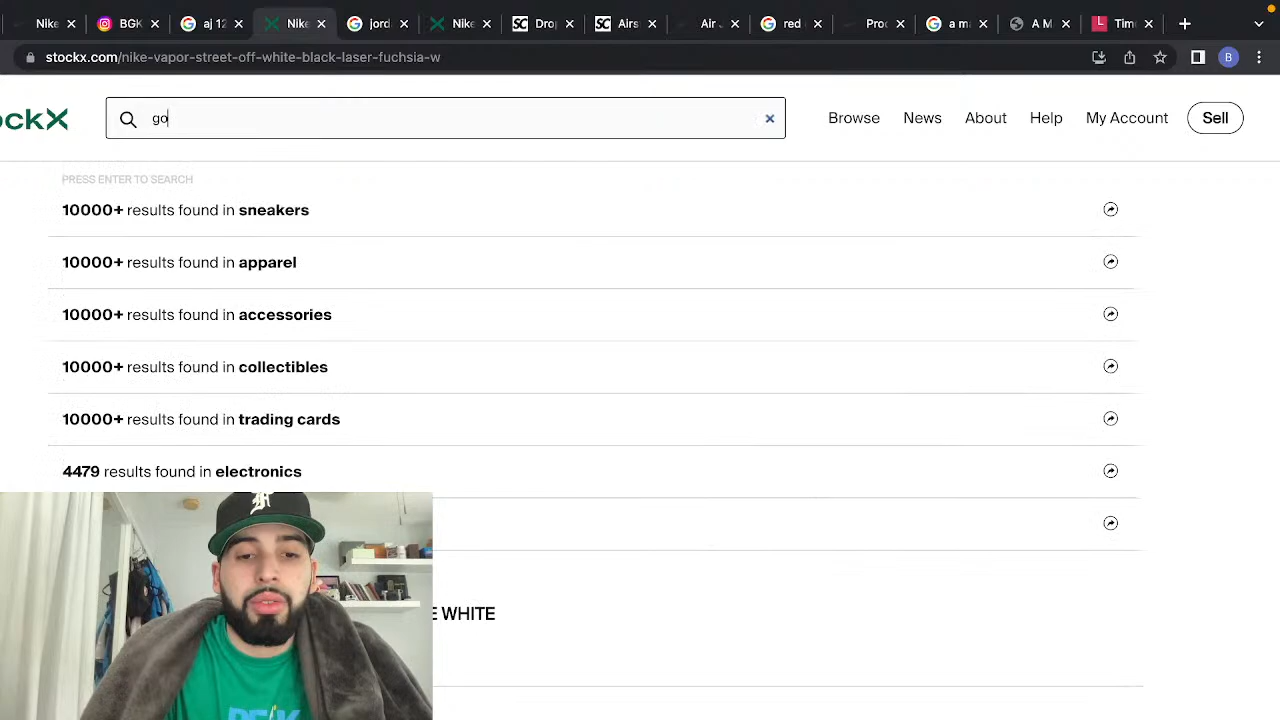 Nike
BGK
aj 12
Nike
jord
Nike
Drop
Airs
Air
red
Proc
a ma
A M
Time
stockx.com/nike-vapor-street-off-white-black-laser-fuchsia-w
B
ockX
go
Browse
News
About
Help
My Account
Sell
PRESS ENTER TO SEARCH
10000+ results found in sneakers
10000+ results found in apparel
10000+ results found in accessories
10000+ results found in collectibles
10000+ results found in trading cards
4479 results found in electronics
E WHITE